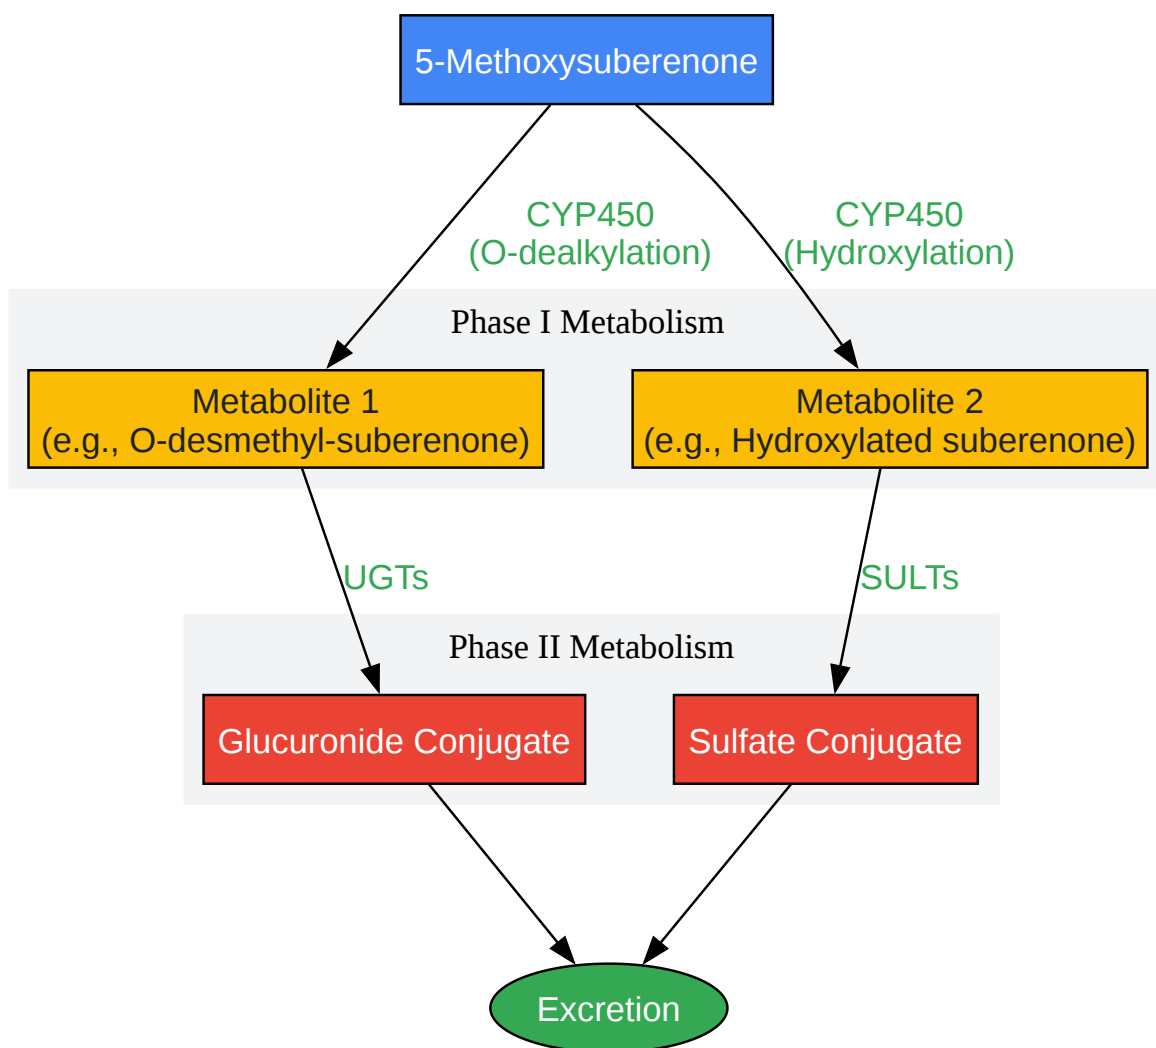 5-Methoxysuberenone
CYP450
(O-dealkylation)
CYP450
(Hydroxylation)
Phase I Metabolism
Metabolite 1
(e.g., O-desmethyl-suberenone)
Metabolite 2
(e.g., Hydroxylated suberenone)
UGTs
SULTs
Phase II Metabolism
Glucuronide Conjugate
Sulfate Conjugate
Excretion